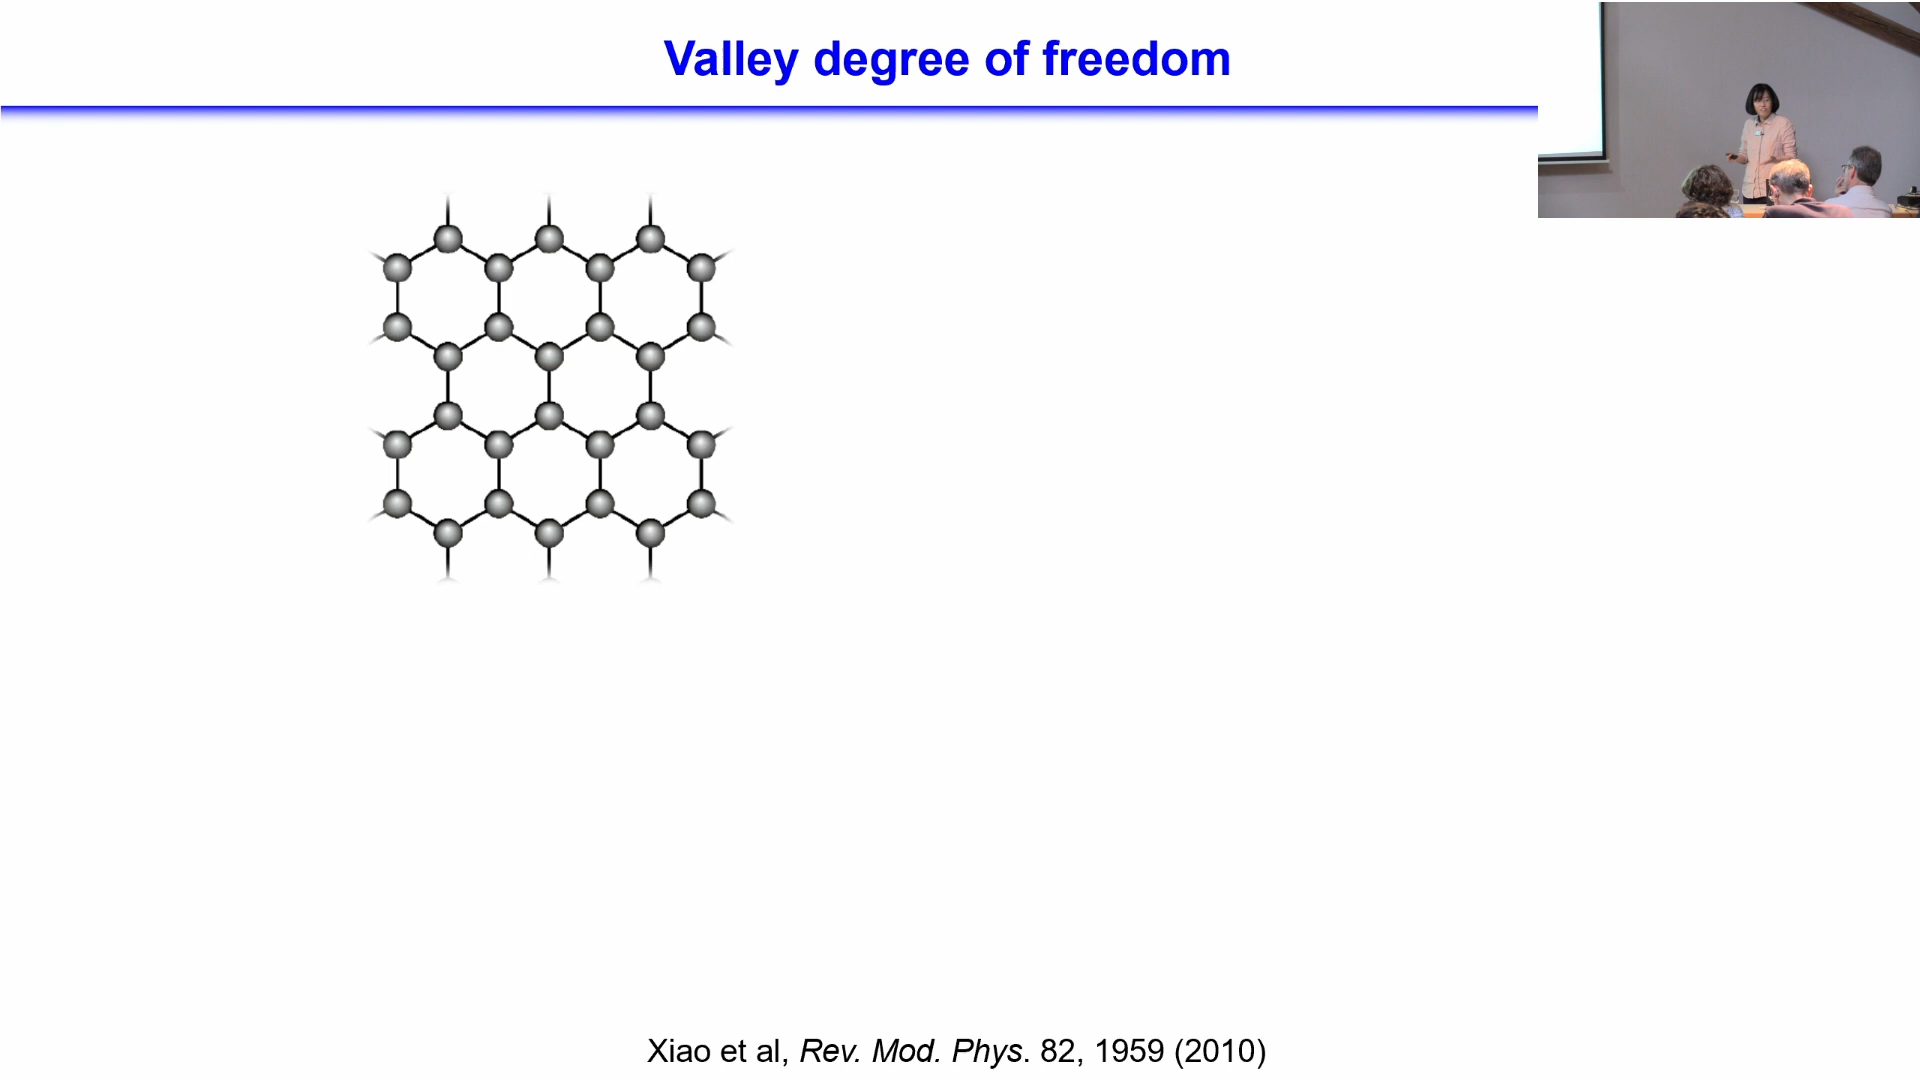 Valley degree of freedom
Xiao et al, Rev. Mod. Phys. 82, 1959 (2010)